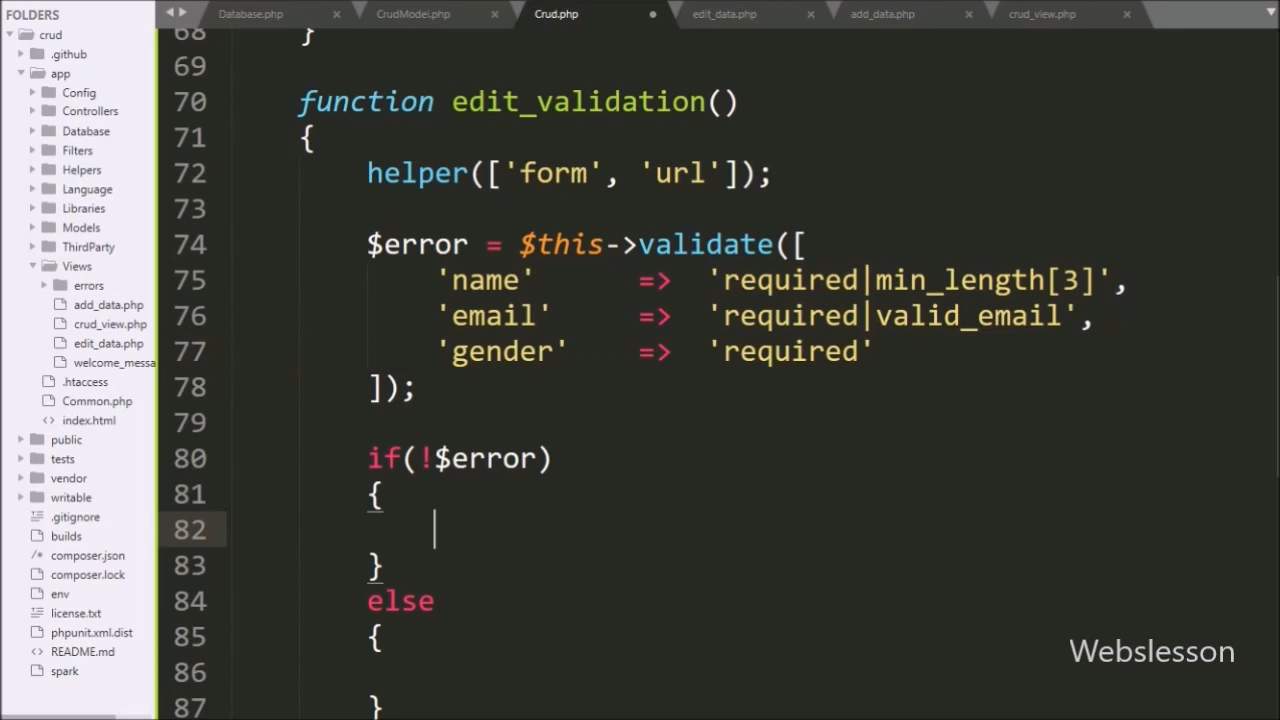 FOLDERS
crud
.github
app
Config
Controllers
Database
Filters
Helpers
Language
Libraries
Models
ThirdParty
Views
errors
add_data.php
crud_view.php
edit_data.php
welcome_messa
.htaccess
Common.php
index.html
public
tests
vendor
writable
.gitignore
builds
composer.json
composer.lock
env
license.txt
phpunit.xml.dist
README.md
spark
Database.php × CrudModel.php × Crud.php edit_data.php × add_data.php × crud_view.php ×
68 }
69
70 function edit_validation()
71 {
72 helper(['form', 'url']);
73
74 $error = $this->validate([
75 'name' => 'required|min_length[3]',
76 'email' => 'required|valid_email',
77 'gender' => 'required'
78 ]);
79
80 if(!$error)
81 {
82
83 }
84 else
85 {
86
87 }
Webslesson